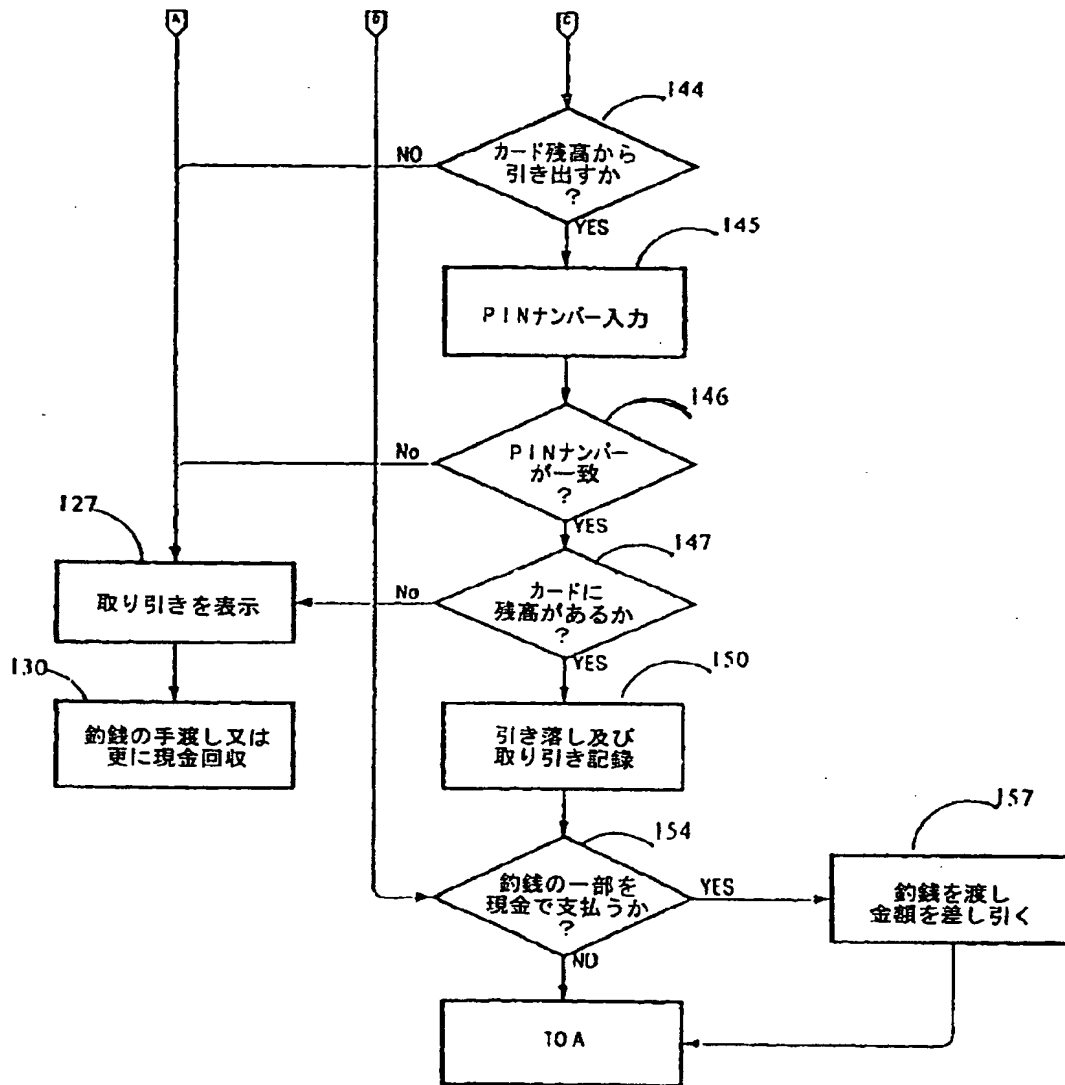 A
D
C
144
カード残高から
引き出すか
?
NO
YES
145
PINナンバー入力
146
PINナンバー
が一致
?
No
YES
127
取り引きを表示
147
カードに
残高があるか
?
No
YES
130
釣銭の手渡し又は
更に現金回収
150
引き落し及び
取り引き記録
154
釣銭の一部を
現金で支払うか
?
YES
NO
157
釣銭を渡し
金額を差し引く
TO A